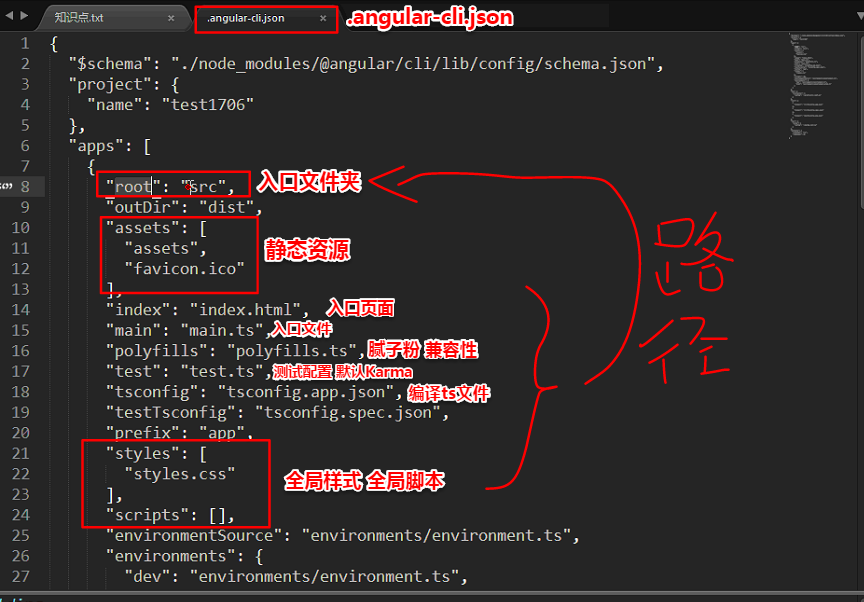 知识点.txt × .angular-cli.json × .angular-cli.json
1 {
2 "$schema": "./node_modules/@angular/cli/lib/config/schema.json",
3 "project": {
4 "name": "test1706"
5 },
6 "apps": [
7 {
8 "root": "src", 入口文件夹
9 "outDir": "dist",
10 "assets": [
11 "assets", 静态资源
12 "favicon.ico"
13 ],
14 "index": "index.html", 入口页面
15 "main": "main.ts", 入口文件
16 "polyfills": "polyfills.ts", 腻子粉 兼容性
17 "test": "test.ts", 测试配置 默认Karma
18 "tsconfig": "tsconfig.app.json", 编译ts文件
19 "testTsconfig": "tsconfig.spec.json",
20 "prefix": "app",
21 "styles": [
22 "styles.css" 全局样式 全局脚本
23 ],
24 "scripts": [],
25 "environmentSource": "environments/environment.ts",
26 "environments": {
27 "dev": "environments/environment.ts",
路径